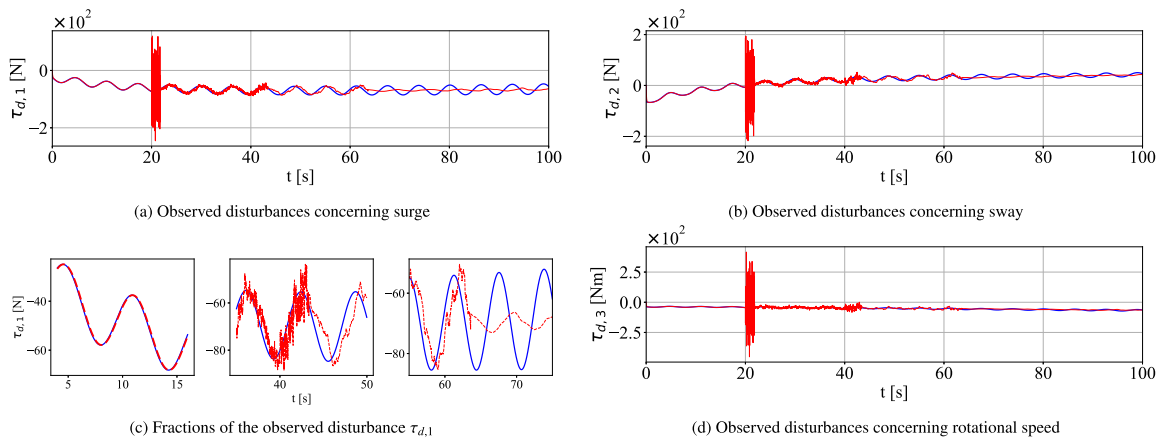 ×10²
τ_{d, 1} [N]
0
−2
0 20 40 60 80 100
t [s]
(a) Observed disturbances concerning surge
×10²
τ_{d, 2} [N]
2
0
−2
0 20 40 60 80 100
t [s]
(b) Observed disturbances concerning sway
τ_{d, 1} [N]
−40
−60
5 10 15
−60
−80
40 50
t [s]
−60
−80
60 70
(c) Fractions of the observed disturbance τ_{d,1}
×10²
τ_{d, 3} [Nm]
2.5
0.0
−2.5
0 20 40 60 80 100
t [s]
(d) Observed disturbances concerning rotational speed